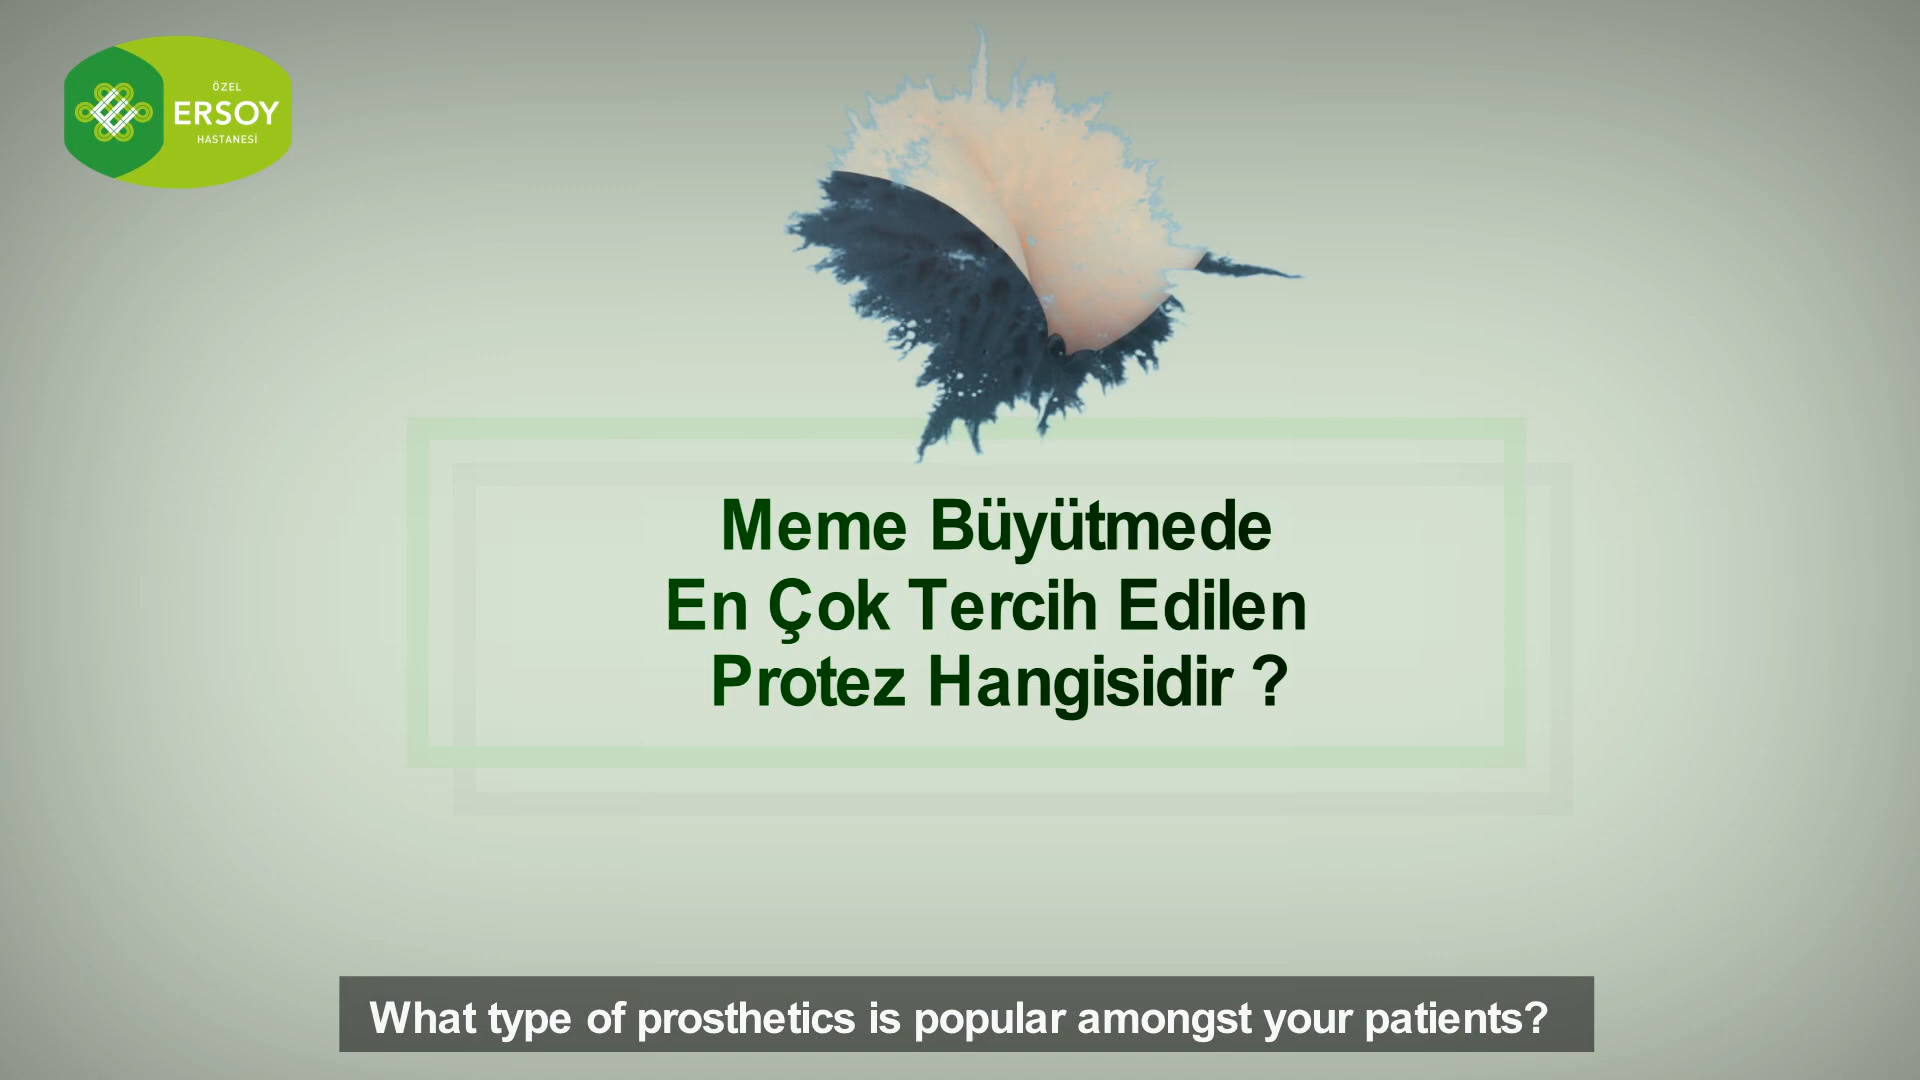 ÖZEL
ERSOY
HASTANESİ
Meme Büyütmede
En Çok Tercih Edilen
Protez Hangisidir ?
What type of prosthetics is popular amongst your patients?